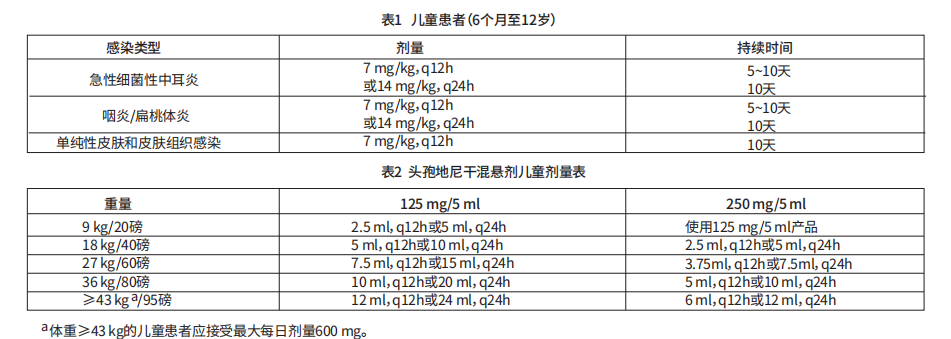 表1 儿童患者(6个月至12岁)
感染类型 剂量 持续时间
急性细菌性中耳炎 7 mg/kg, q12h 5~10天
或14 mg/kg, q24h 10天
咽炎/扁桃体炎 7 mg/kg, q12h 5~10天
或14 mg/kg, q24h 10天
单纯性皮肤和皮肤组织感染 7 mg/kg, q12h 10天
表2 头孢地尼干混悬剂儿童剂量表
重量 125 mg/5 ml 250 mg/5 ml
9 kg/20磅 2.5 ml, q12h或5 ml, q24h 使用125 mg/5 ml产品
18 kg/40磅 5 ml, q12h或10 ml, q24h 2.5 ml, q12h或5 ml, q24h
27 kg/60磅 7.5 ml, q12h或15 ml, q24h 3.75ml, q12h或7.5ml, q24h
36 kg/80磅 10 ml, q12h或20 ml, q24h 5 ml, q12h或10 ml, q24h
≥43 kgᵃ/95磅 12 ml, q12h或24 ml, q24h 6 ml, q12h或12 ml, q24h
ᵃ体重≥43 kg的儿童患者应接受最大每日剂量600 mg。